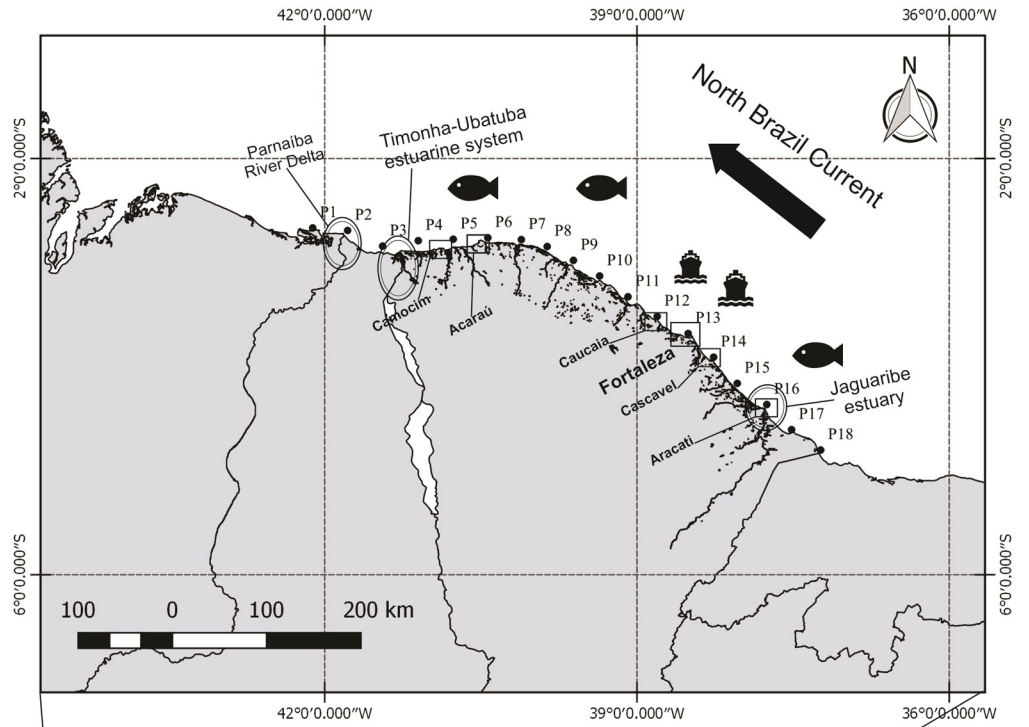 42°0'0.000"W
39°0'0.000"W
36°0'0.000"W
N
North Brazil Current
2°0'0.000"S
2°0'0.000"S
Parnaíba
River Delta
Timonha-Ubatuba
estuarine system
P1
P2
P3
P4
P5
P6
P7
P8
P9
P10
P11
P12
P13
P14
P15
P16
P17
P18
Camocim
Acaraú
Caucaia
Fortaleza
Cascavel
Aracati
Jaguaribe
estuary
6°0'0.000"S
6°0'0.000"S
100 0 100 200 km
42°0'0.000"W
39°0'0.000"W
36°0'0.000"W